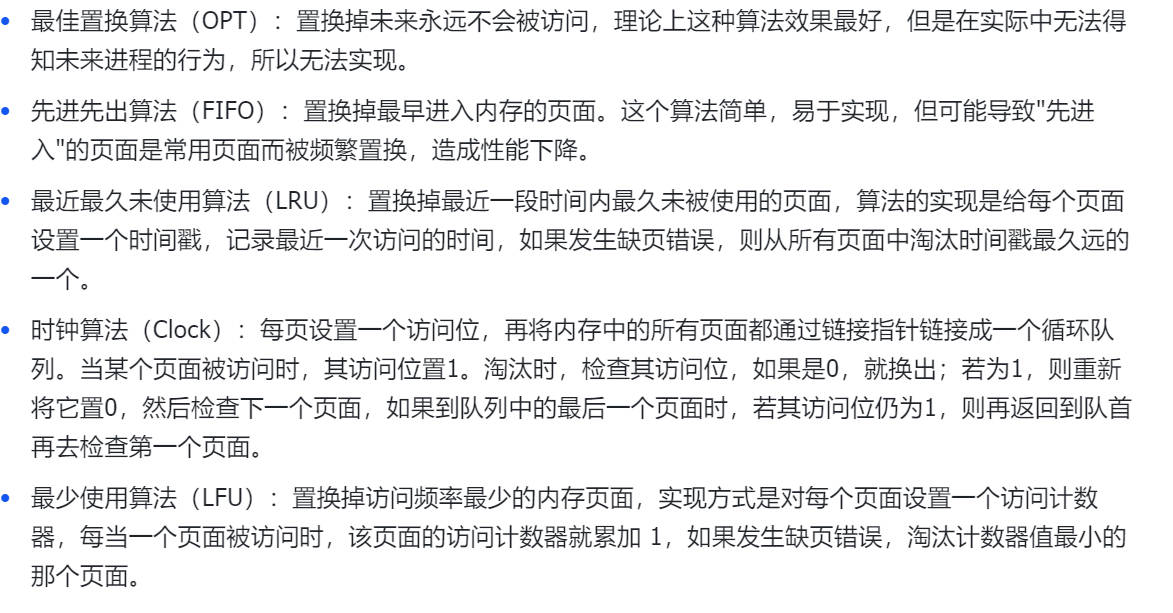 最佳置换算法（OPT）：置换掉未来永远不会被访问，理论上这种算法效果最好，但是在实际中无法得
知未来进程的行为，所以无法实现。
先进先出算法（FIFO）：置换掉最早进入内存的页面。这个算法简单，易于实现，但可能导致"先进
入"的页面是常用页面而被频繁置换，造成性能下降。
最近最久未使用算法（LRU）：置换掉最近一段时间内最久未被使用的页面，算法的实现是给每个页面
设置一个时间戳，记录最近一次访问的时间，如果发生缺页错误，则从所有页面中淘汰时间戳最久远的
一个。
时钟算法（Clock）：每页设置一个访问位，再将内存中的所有页面都通过链接指针链接成一个循环队
列。当某个页面被访问时，其访问位置1。淘汰时，检查其访问位，如果是0，就换出；若为1，则重新
将它置0，然后检查下一个页面，如果到队列中的最后一个页面时，若其访问位仍为1，则再返回到队首
再去检查第一个页面。
最少使用算法（LFU）：置换掉访问频率最少的内存页面，实现方式是对每个页面设置一个访问计数
器，每当一个页面被访问时，该页面的访问计数器就累加 1，如果发生缺页错误，淘汰计数器值最小的
那个页面。